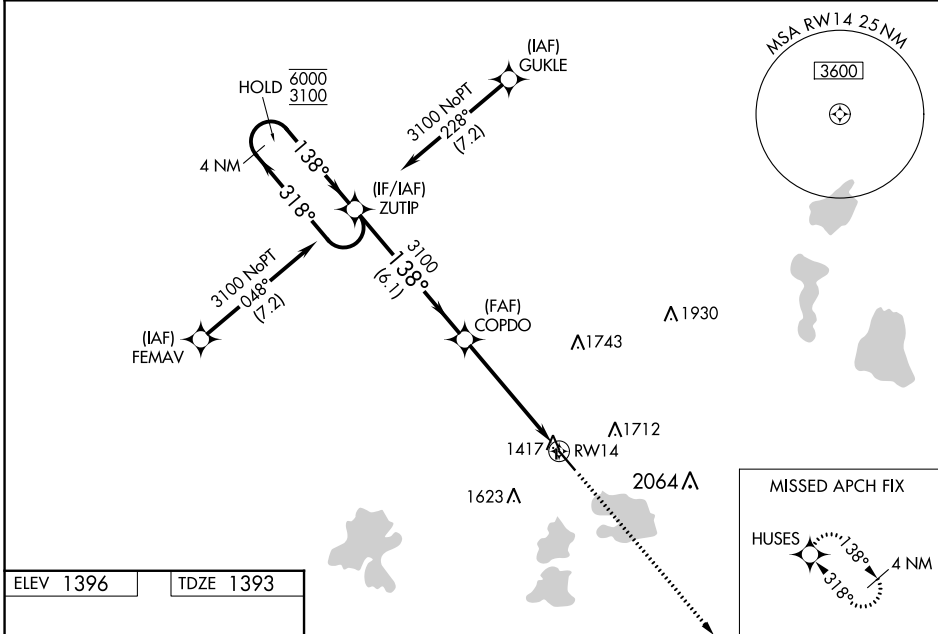 MSA RW14 25 NM
3600
(IAF)
GUKLE
HOLD 6000
3100
3100 NoPT
228°
(7.2)
4 NM
138°
318°
(IF/IAF)
ZUTIP
3100
138°
(6.1)
3100 NoPT
048°
(7.2)
(IAF)
FEMAV
(FAF)
COPDO
1930
1743
1712
1417
RW14
2064
1623
MISSED APCH FIX
HUSES
138°
318°
4 NM
ELEV 1396
TDZE 1393